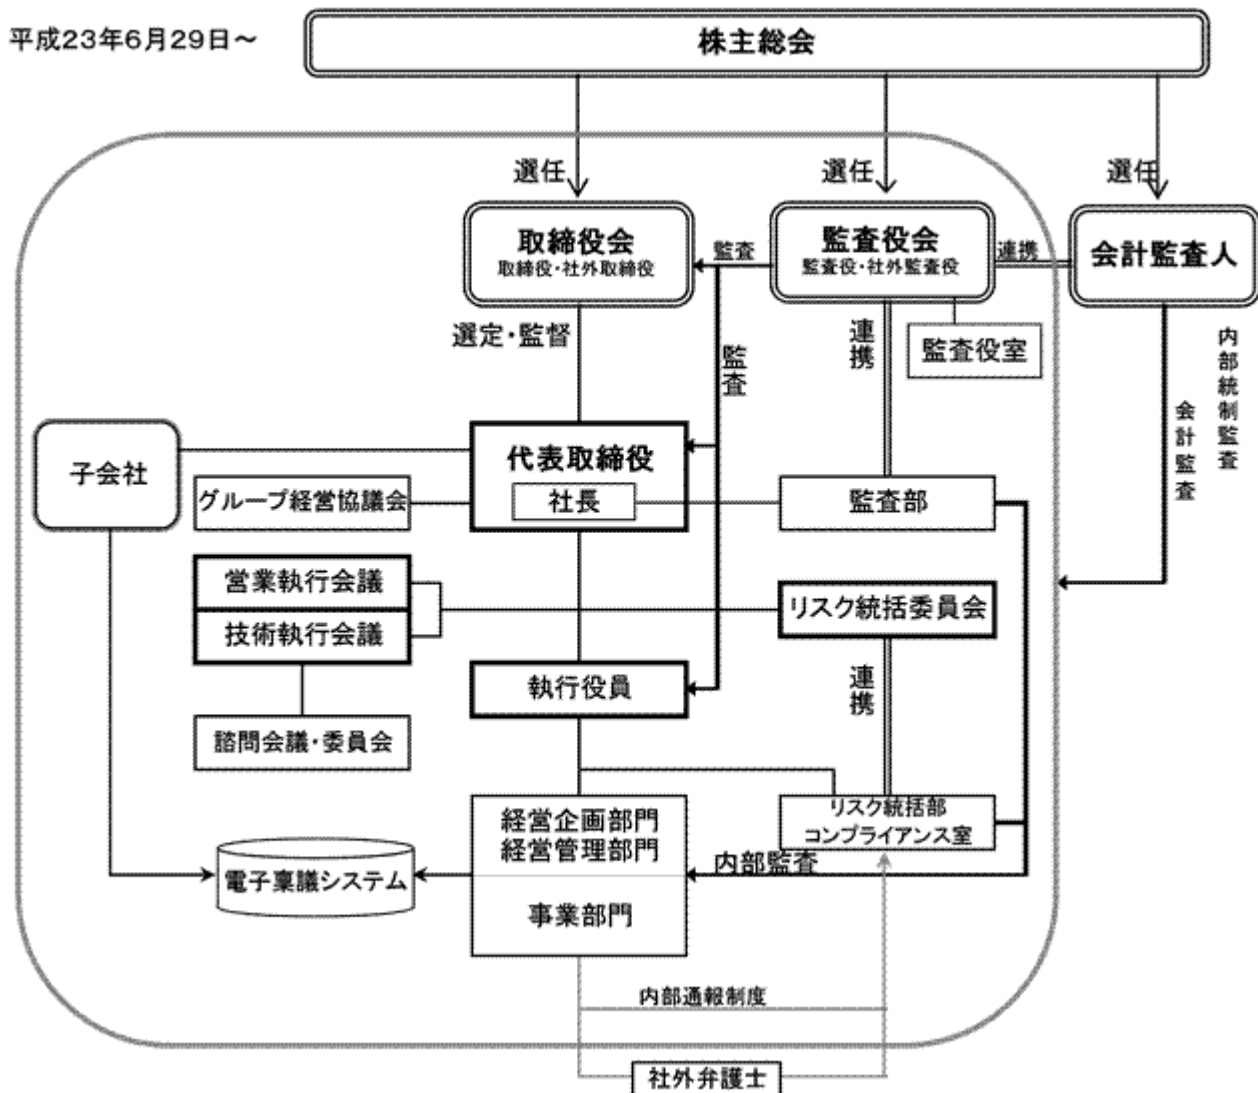 平成23年6月29日～
株主総会
選任
選任
選任
取締役会
取締役・社外取締役
監査
監査役会
監査役・社外監査役
連携
会計監査人
選定・監督
監査
連携
監査役室
内部統制監査
会計監査
子会社
代表取締役
社長
グループ経営協議会
監査部
営業執行会議
技術執行会議
リスク統括委員会
執行役員
連携
諮問会議・委員会
経営企画部門
経営管理部門
事業部門
リスク統括部
コンプライアンス室
内部監査
電子稟議システム
内部通報制度
社外弁護士